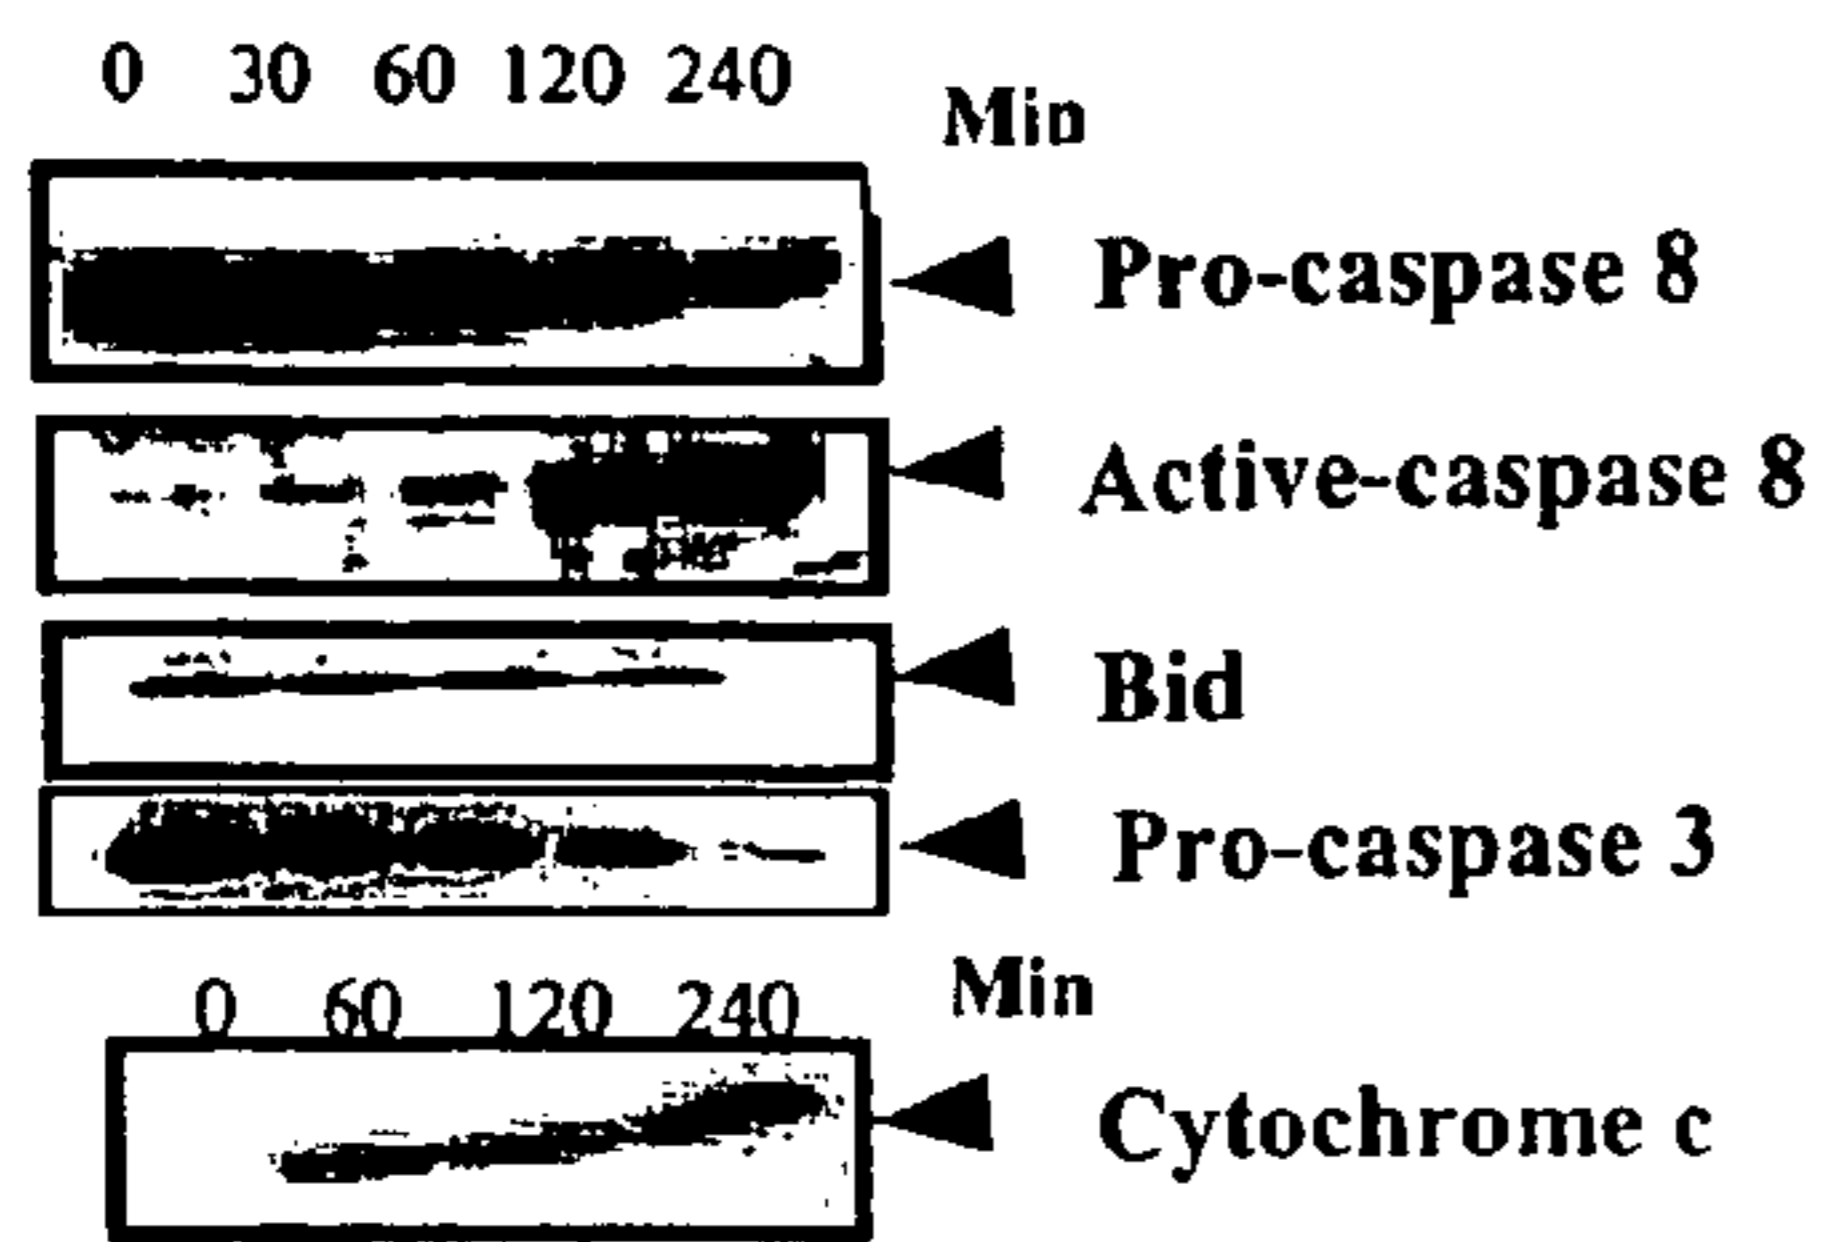 0 30 60 120 240 Min
Pro-caspase 8
Active-caspase 8
Bid
Pro-caspase 3
0 60 120 240 Min
Cytochrome c